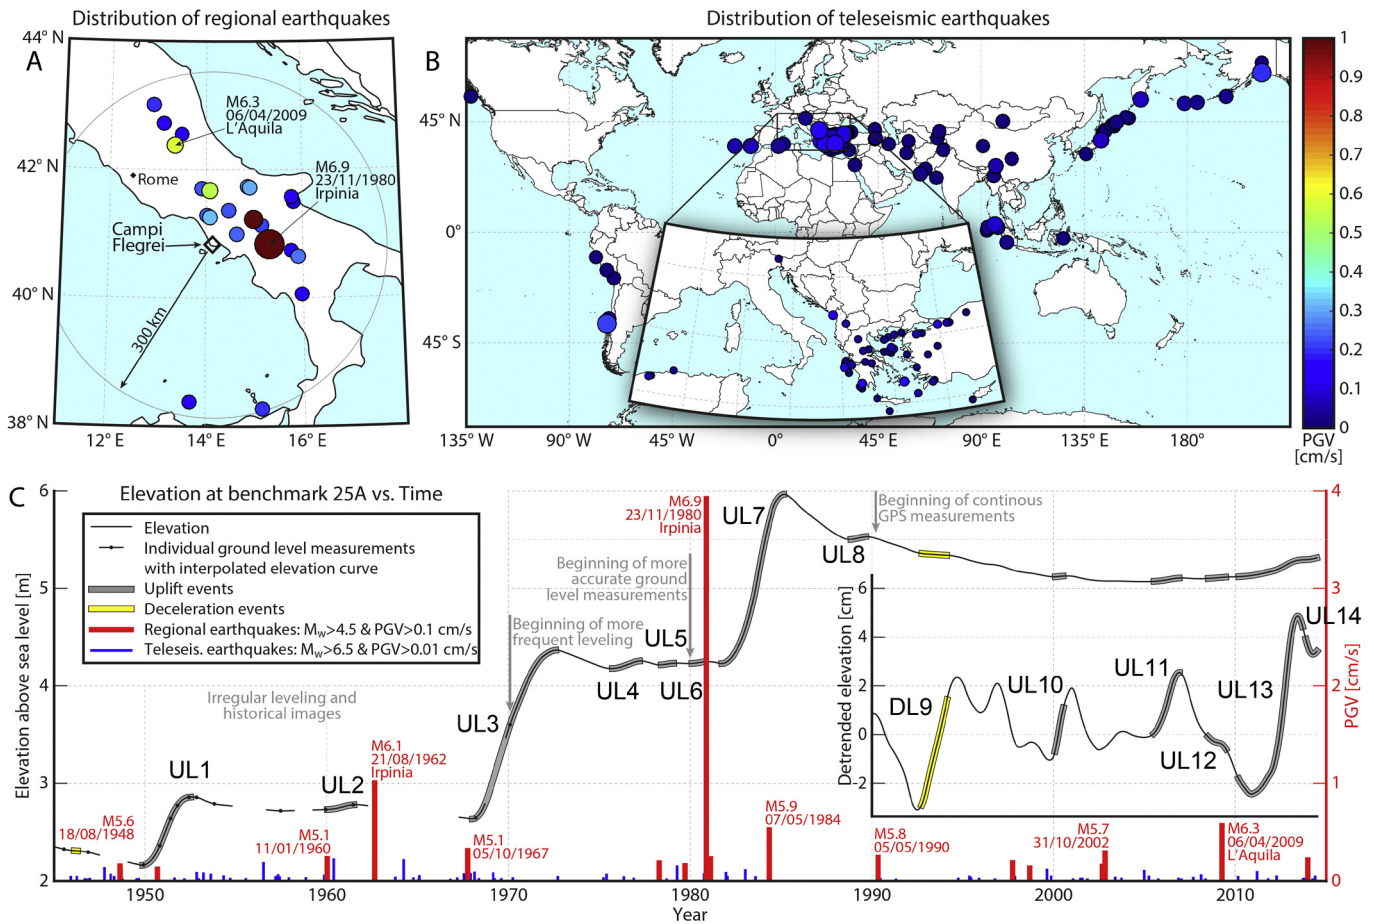 Distribution of regional earthquakes
A
44° N
42° N
40° N
38° N
12° E
14° E
16° E
M6.3
06/04/2009
L'Aquila
M6.9
23/11/1980
Irpinia
Rome
Campi
Flegrei
300 km
Distribution of teleseismic earthquakes
B
45° N
0°
45° S
135° W
90° W
45° W
0°
45° E
90° E
135° E
180°
1
0.9
0.8
0.7
0.6
0.5
0.4
0.3
0.2
0.1
0
PGV
[cm/s]
C
Elevation at benchmark 25A vs. Time
Elevation
Individual ground level measurements
with interpolated elevation curve
Uplift events
Deceleration events
Regional earthquakes: Mw>4.5 & PGV>0.1 cm/s
Teleseis. earthquakes: Mw>6.5 & PGV>0.01 cm/s
Elevation above sea level [m]
6
5
4
3
2
Irregular leveling and
historical images
Beginning of more
frequent leveling
Beginning of more
accurate ground
level measurements
Beginning of continous
GPS measurements
UL1
UL2
UL3
UL4
UL5
UL6
UL7
UL8
M5.6
18/08/1948
M5.1
11/01/1960
M6.1
21/08/1962
Irpinia
M5.1
05/10/1967
M6.9
23/11/1980
Irpinia
M5.9
07/05/1984
M5.8
05/05/1990
M5.7
31/10/2002
M6.3
06/04/2009
L'Aquila
Detrended elevation [cm]
6
4
2
0
-2
DL9
UL10
UL11
UL12
UL13
UL14
4
3
2
1
0
PGV [cm/s]
1950
1960
1970
1980
1990
2000
2010
Year